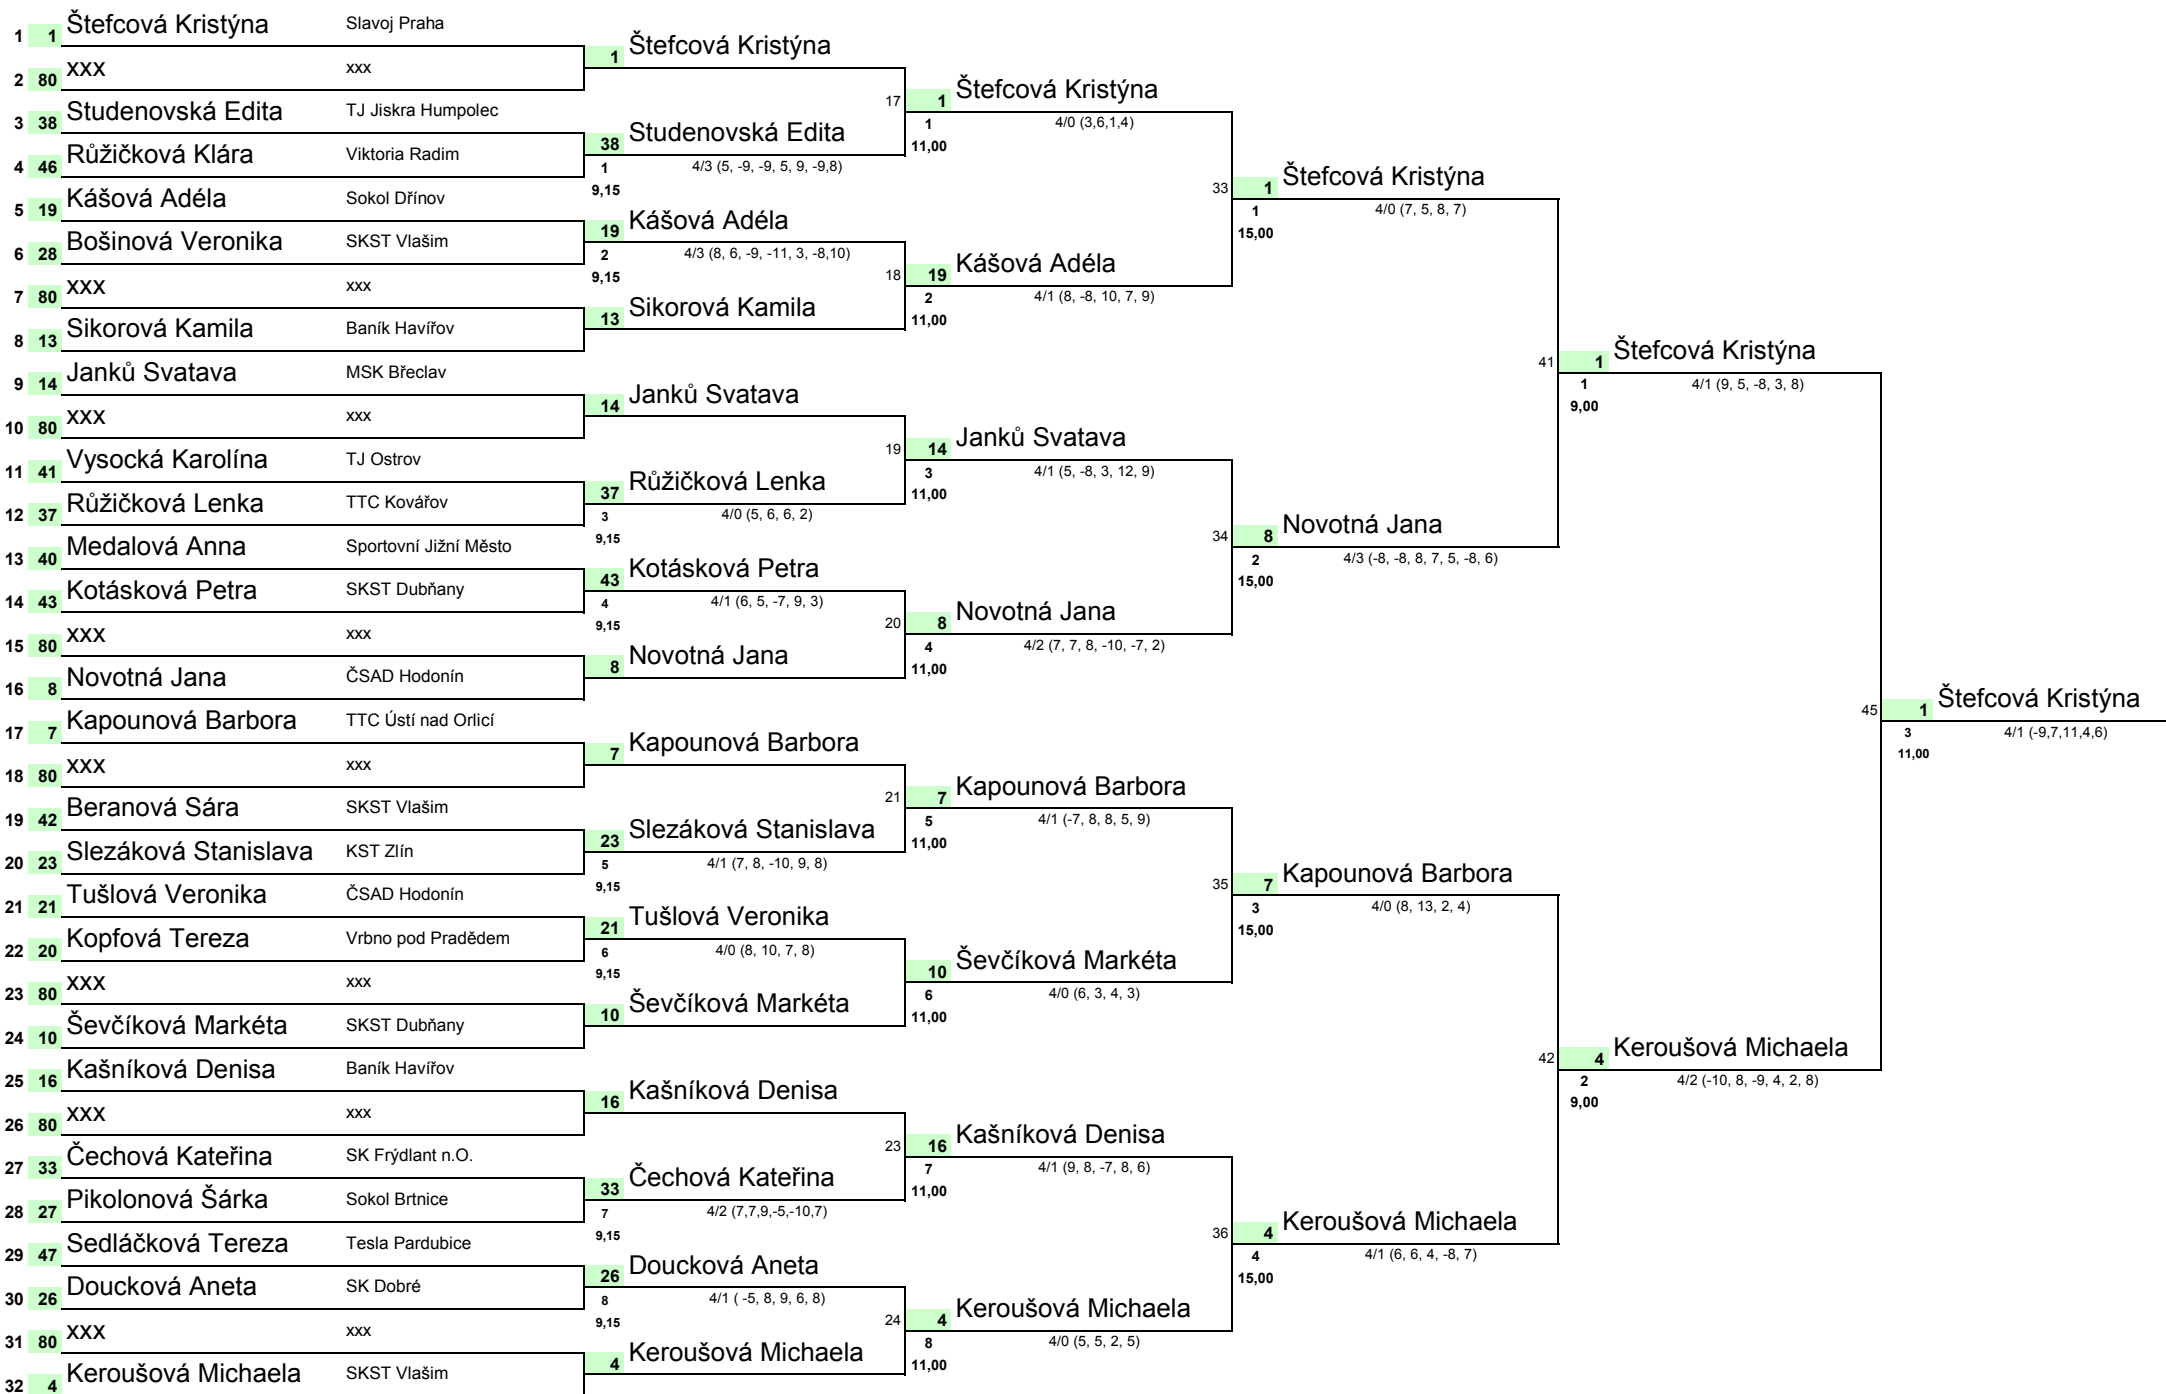 1 1 Štefcová Kristýna Slavoj Praha
1 Štefcová Kristýna
2 80 xxx xxx
17 1 Štefcová Kristýna
3 38 Studenovská Edita TJ Jiskra Humpolec
1 4/0 (3,6,1,4)
38 Studenovská Edita
11,00
4 46 Růžičková Klára Viktoria Radim
1 4/3 (5, -9, -9, 5, 9, -9,8)
9,15
33 1 Štefcová Kristýna
5 19 Kášová Adéla Sokol Dřínov
1 4/0 (7, 5, 8, 7)
15,00
19 Kášová Adéla
6 28 Bošinová Veronika SKST Vlašim
2 4/3 (8, 6, -9, -11, 3, -8,10)
9,15
18 19 Kášová Adéla
7 80 xxx xxx
2 4/1 (8, -8, 10, 7, 9)
13 Sikorová Kamila
11,00
8 13 Sikorová Kamila Baník Havířov
41 1 Štefcová Kristýna
9 14 Janků Svatava MSK Břeclav
1 4/1 (9, 5, -8, 3, 8)
9,00
14 Janků Svatava
10 80 xxx xxx
19 14 Janků Svatava
11 41 Vysocká Karolína TJ Ostrov
3 4/1 (5, -8, 3, 12, 9)
37 Růžičková Lenka
11,00
12 37 Růžičková Lenka TTC Kovářov
3 4/0 (5, 6, 6, 2)
9,15
34 8 Novotná Jana
13 40 Medalová Anna Sportovní Jižní Město
2 4/3 (-8, -8, 8, 7, 5, -8, 6)
15,00
43 Kotásková Petra
14 43 Kotásková Petra SKST Dubňany
4 4/1 (6, 5, -7, 9, 3)
9,15
20 8 Novotná Jana
15 80 xxx xxx
4 4/2 (7, 7, 8, -10, -7, 2)
8 Novotná Jana
11,00
16 8 Novotná Jana ČSAD Hodonín
45 1 Štefcová Kristýna
17 7 Kapounová Barbora TTC Ústí nad Orlicí
3 4/1 (-9,7,11,4,6)
11,00
7 Kapounová Barbora
18 80 xxx xxx
21 7 Kapounová Barbora
19 42 Beranová Sára SKST Vlašim
5 4/1 (-7, 8, 8, 5, 9)
23 Slezáková Stanislava
11,00
20 23 Slezáková Stanislava KST Zlín
5 4/1 (7, 8, -10, 9, 8)
9,15
35 7 Kapounová Barbora
21 21 Tušlová Veronika ČSAD Hodonín
3 4/0 (8, 13, 2, 4)
15,00
21 Tušlová Veronika
22 20 Kopfová Tereza Vrbno pod Pradědem
6 4/0 (8, 10, 7, 8)
9,15
10 Ševčíková Markéta
23 80 xxx xxx
6 4/0 (6, 3, 4, 3)
10 Ševčíková Markéta
11,00
24 10 Ševčíková Markéta SKST Dubňany
42 4 Keroušová Michaela
25 16 Kašníková Denisa Baník Havířov
2 4/2 (-10, 8, -9, 4, 2, 8)
9,00
16 Kašníková Denisa
26 80 xxx xxx
23 16 Kašníková Denisa
27 33 Čechová Kateřina SK Frýdlant n.O.
7 4/1 (9, 8, -7, 8, 6)
33 Čechová Kateřina
11,00
28 27 Pikolonová Šárka Sokol Brtnice
7 4/2 (7,7,9,-5,-10,7)
9,15
36 4 Keroušová Michaela
29 47 Sedláčková Tereza Tesla Pardubice
4 4/1 (6, 6, 4, -8, 7)
15,00
26 Doucková Aneta
30 26 Doucková Aneta SK Dobré
8 4/1 ( -5, 8, 9, 6, 8)
9,15
24 4 Keroušová Michaela
31 80 xxx xxx
8 4/0 (5, 5, 2, 5)
4 Keroušová Michaela
11,00
32 4 Keroušová Michaela SKST Vlašim